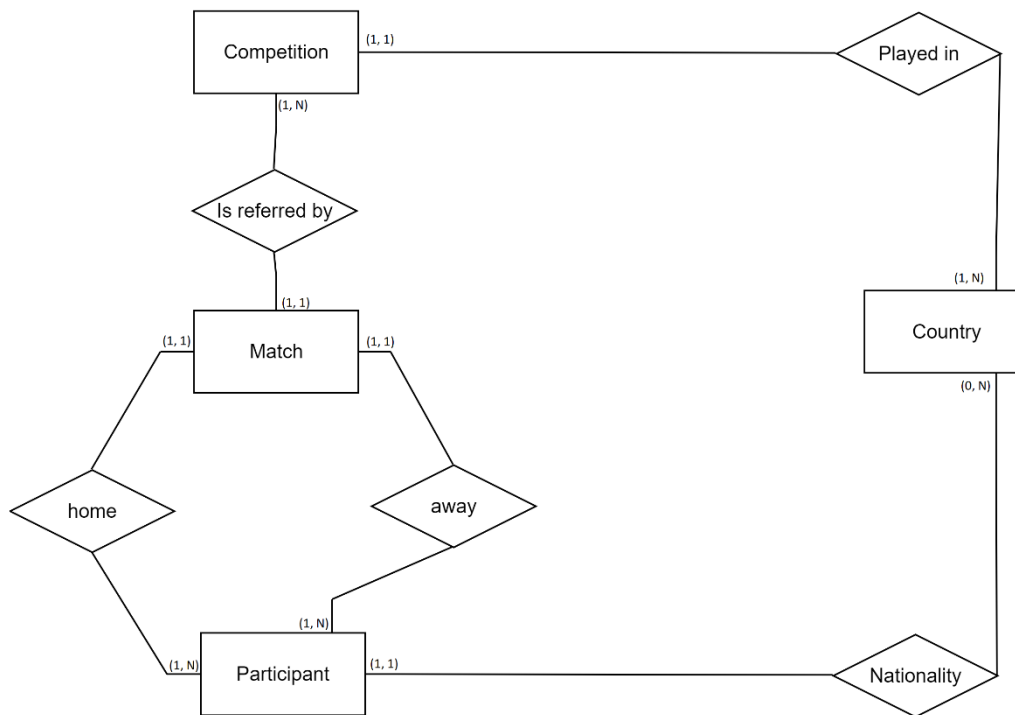 Competition
(1, 1)
Played in
(1, N)
Is referred by
(1, 1)
(1, N)
(1, 1)
Match
(1, 1)
Country
(0, N)
home
away
(1, N)
(1, N)
Participant
(1, 1)
Nationality